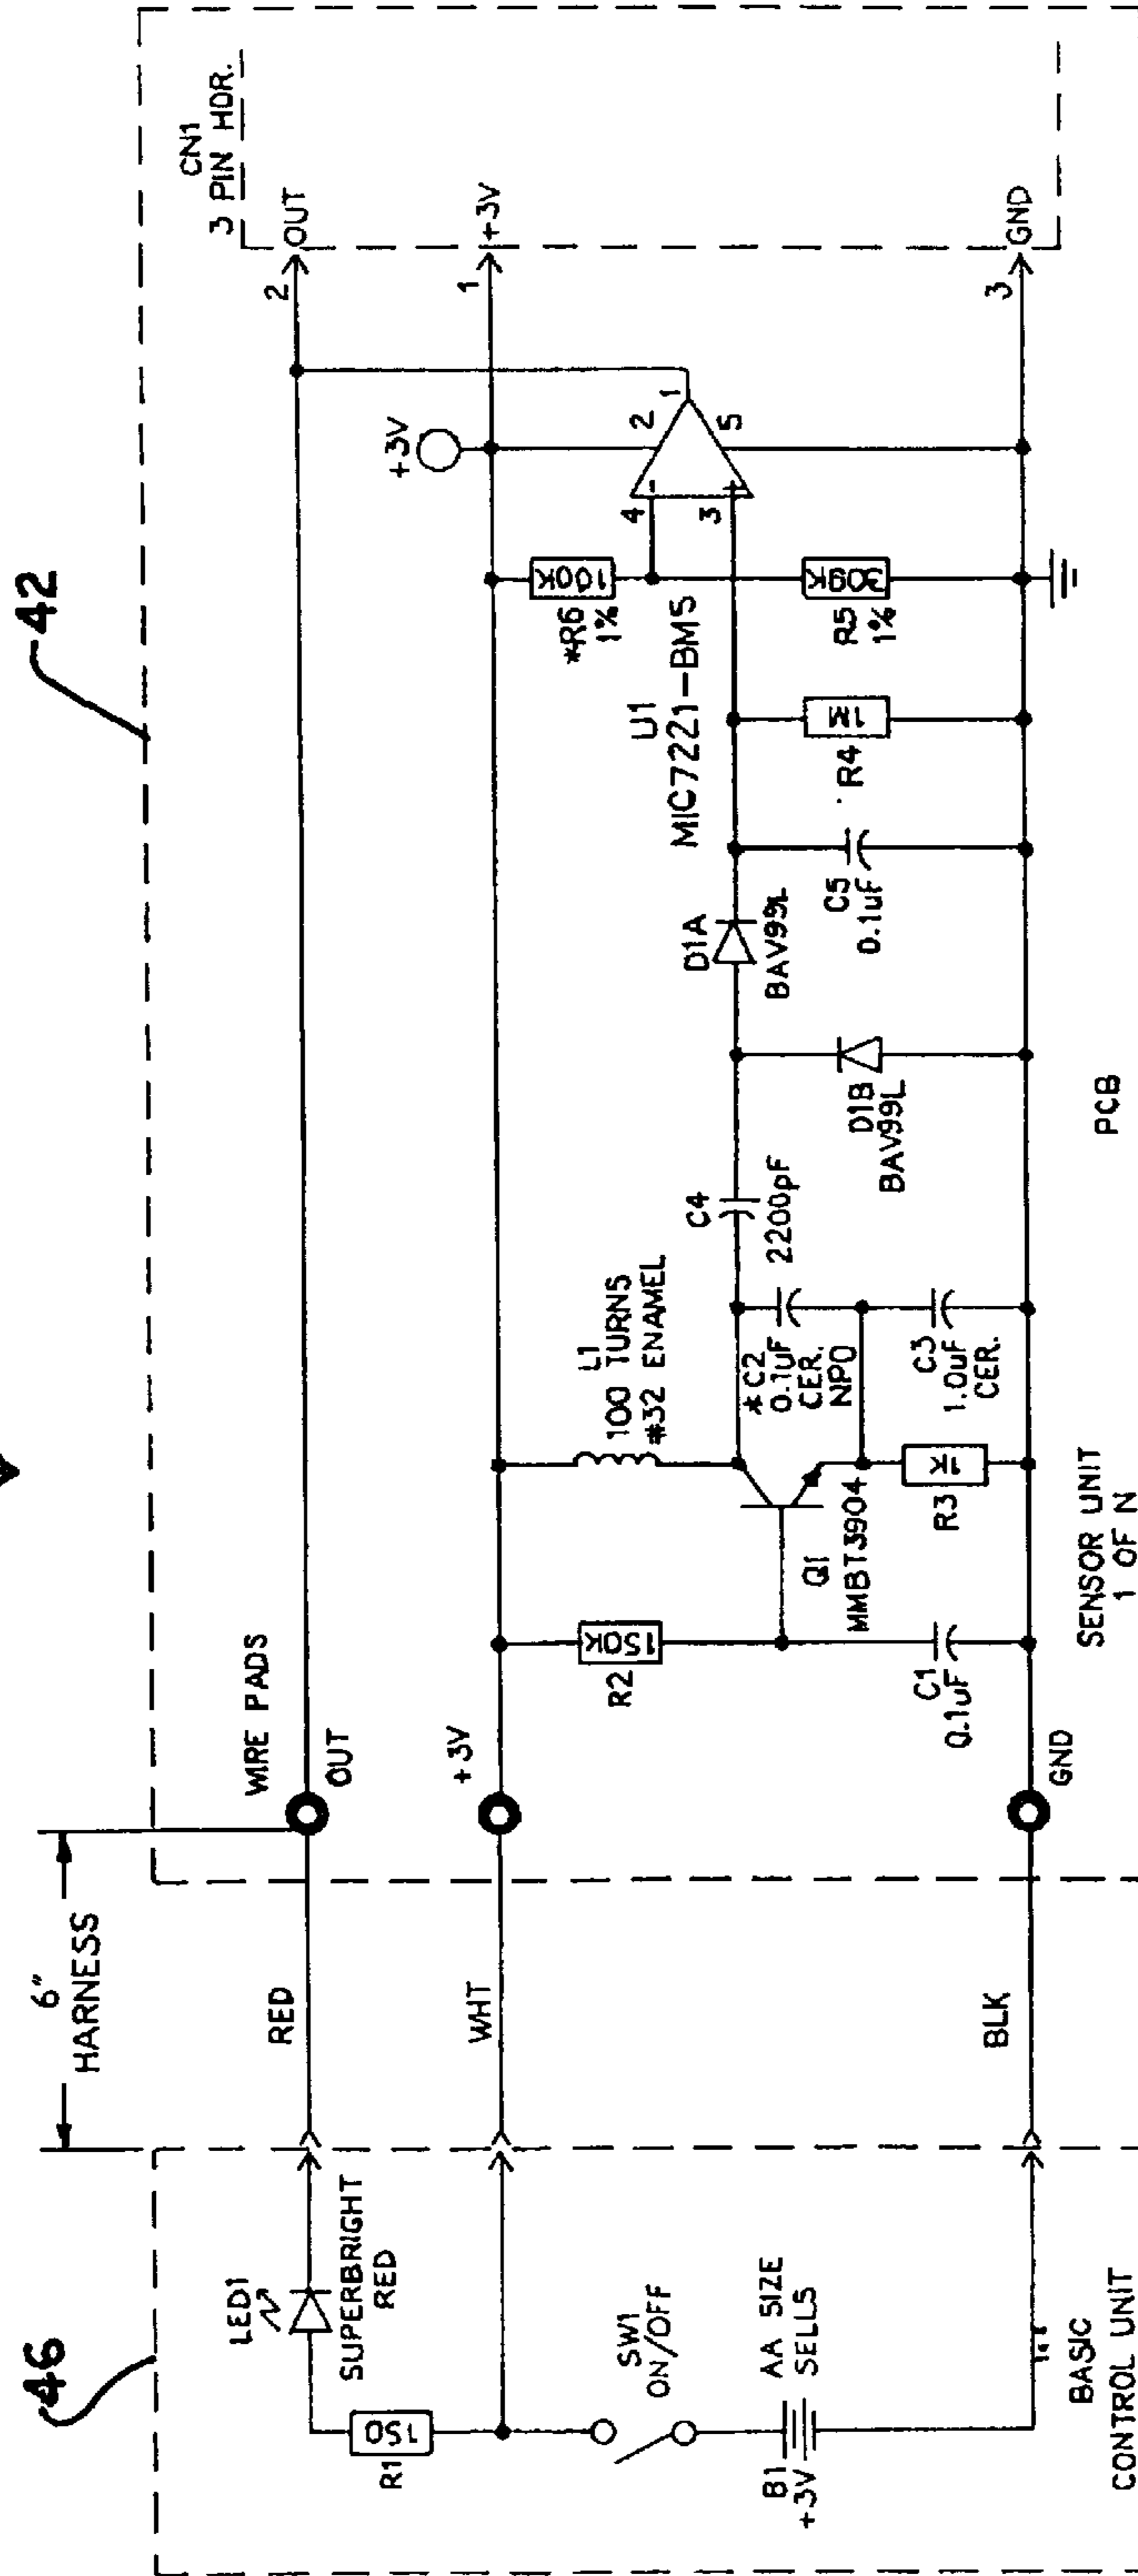 46
42
6"
HARNESS
LED1
SUPERBRIGHT
RED
R1
150
SW1
ON/OFF
B1
+3V
AA SIZE
SELLS
BASIC
CONTROL UNIT
RED
WHT
BLK
WIRE PADS
OUT
+3V
GND
R2
150K
C1
0.1uF
Q1
MMBT3904
L1
100 TURNS
#32 ENAMEL
R3
1K
*C2
0.1uF
CER.
NPO
C3
1.0uF
CER.
C4
2200pF
D1B
BAV99L
D1A
BAV99L
C5
0.1uF
R4
1M
U1
MIC7221-BM5
*R6
1%
100K
R5
1%
309K
4
-
3
+
2
1
5
+3V
CN1
3 PIN HDR.
2
OUT
1
+3V
3
GND
SENSOR UNIT
1 OF N
PCB